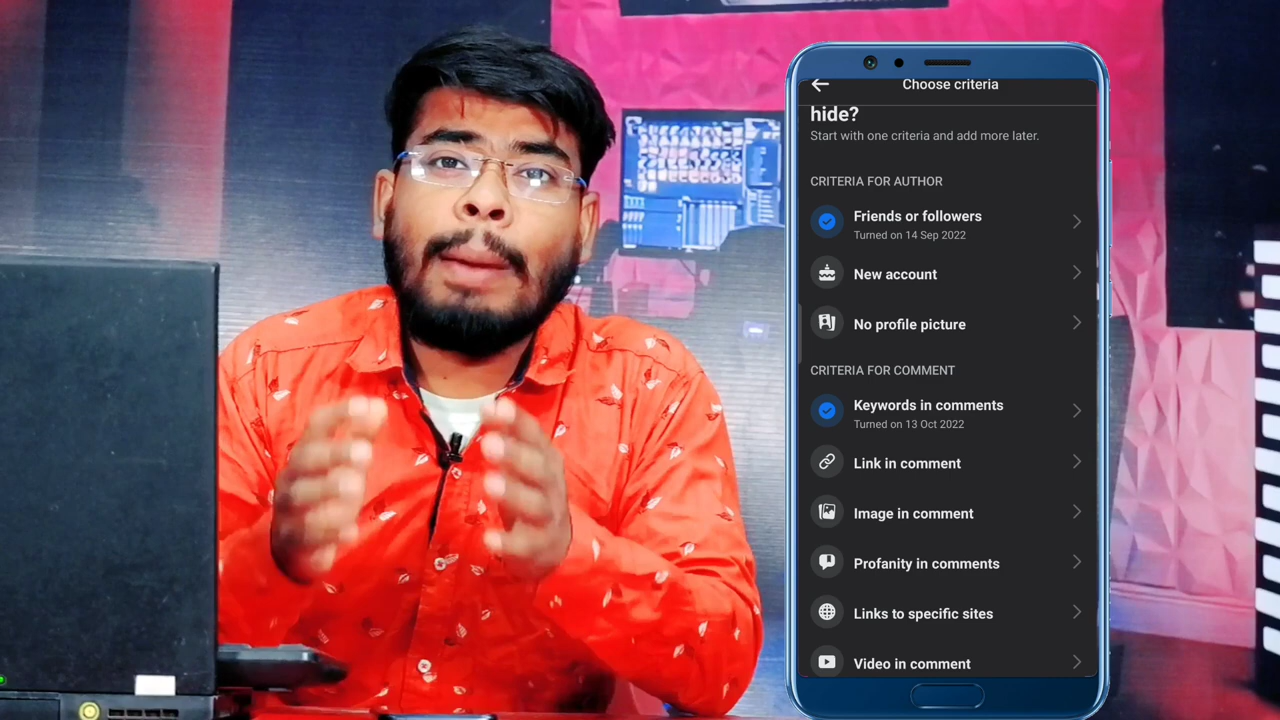 Choose criteria
hide?
Start with one criteria and add more later.
CRITERIA FOR AUTHOR
Friends or followers
Turned on 14 Sep 2022
New account
No profile picture
CRITERIA FOR COMMENT
Keywords in comments
Turned on 13 Oct 2022
Link in comment
Image in comment
Profanity in comments
Links to specific sites
Video in comment